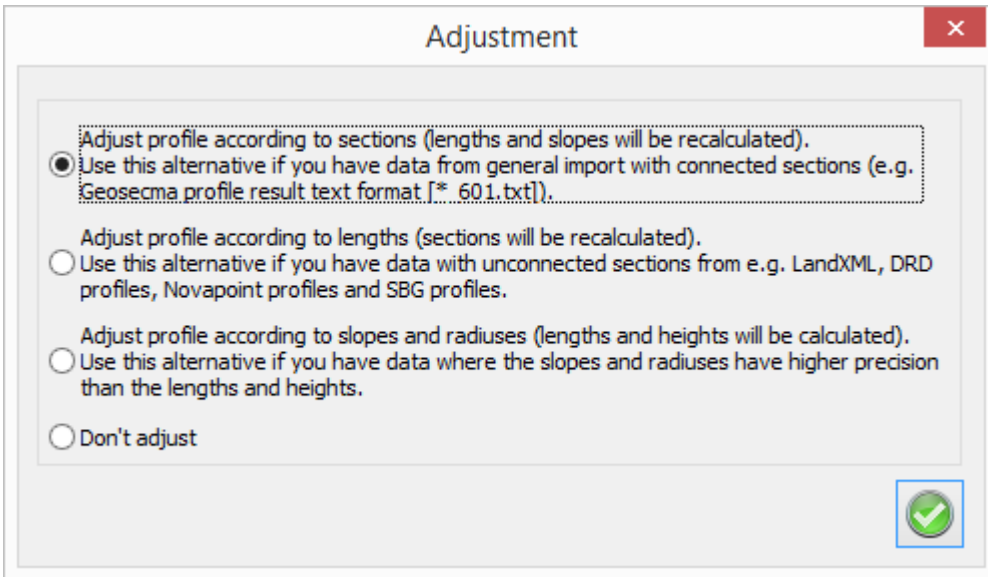 Adjustment
Adjust profile according to sections (lengths and slopes will be recalculated).
Use this alternative if you have data from general import with connected sections (e.g.
Geosecma profile result text format [*_601.txt]).
Adjust profile according to lengths (sections will be recalculated).
Use this alternative if you have data with unconnected sections from e.g. LandXML, DRD
profiles, Novapoint profiles and SBG profiles.
Adjust profile according to slopes and radiuses (lengths and heights will be calculated).
Use this alternative if you have data where the slopes and radiuses have higher precision
than the lengths and heights.
Don't adjust